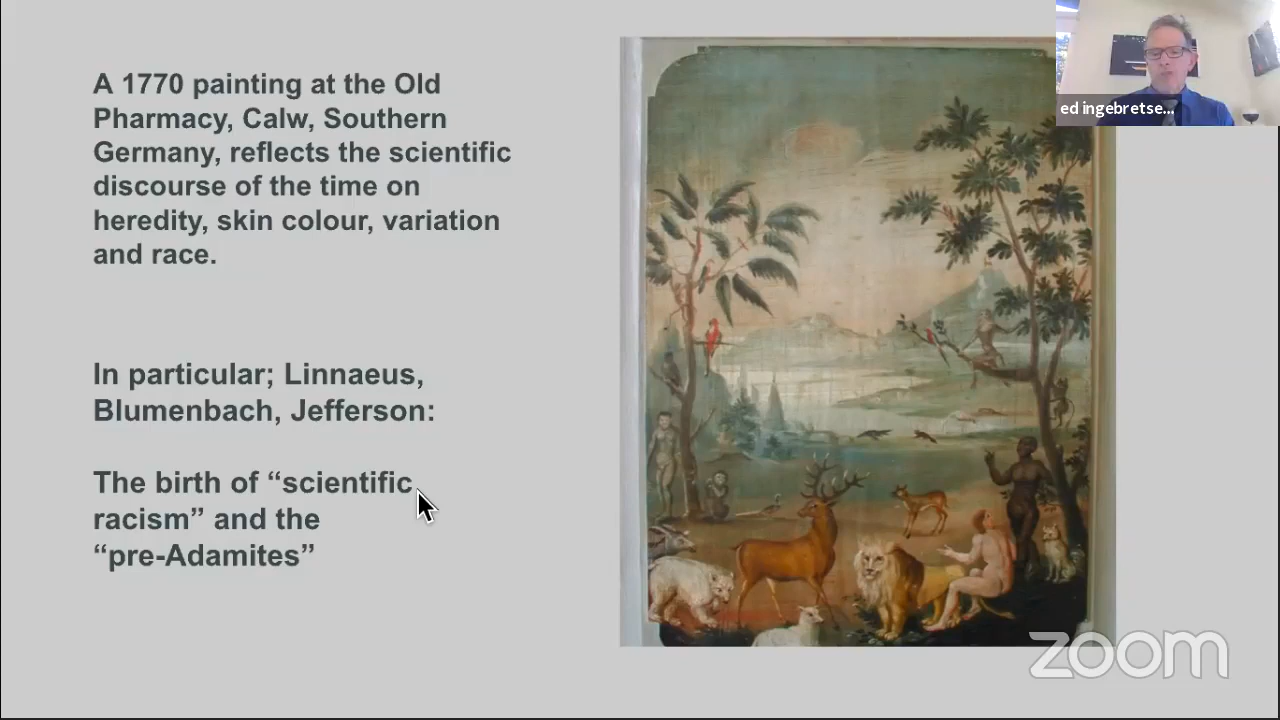 A 1770 painting at the Old
Pharmacy, Calw, Southern
Germany, reflects the scientific
discourse of the time on
heredity, skin colour, variation
and race.
In particular; Linnaeus,
Blumenbach, Jefferson:
The birth of “scientific
racism” and the
“pre-Adamites”
ed ingebretse...
zoom